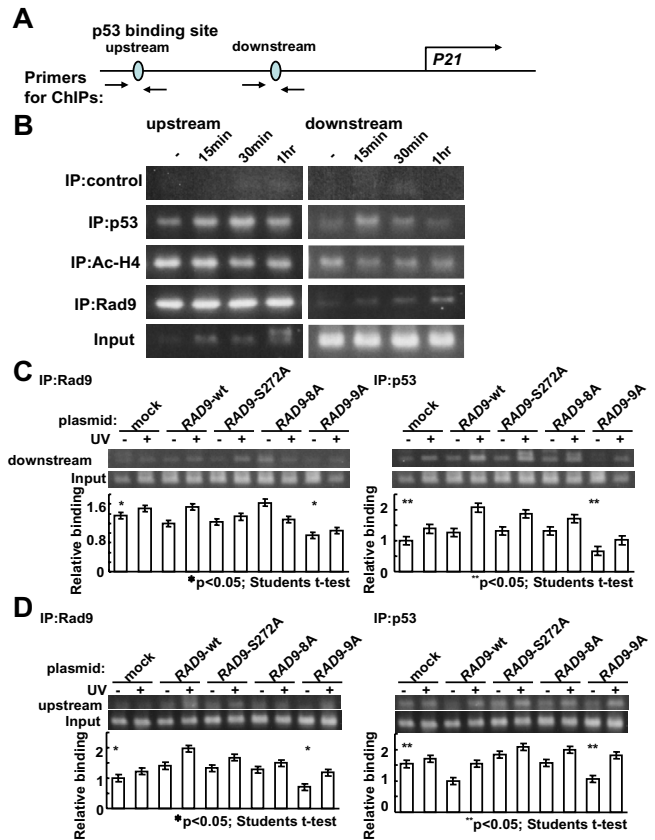 A
p53 binding site
upstream
downstream
P21
Primers
for ChIPs:
B
upstream
downstream
- 15min 30min 1hr
- 15min 30min 1hr
IP:control
IP:p53
IP:Ac-H4
IP:Rad9
Input
C
IP:Rad9
IP:p53
plasmid: mock RAD9-wt RAD9-S272A RAD9-8A RAD9-9A
mock RAD9-wt RAD9-S272A RAD9-8A RAD9-9A
UV - + - + - + - + - +
- + - + - + - + - +
downstream
Input
Relative binding
1.6
0.8
0
* *
*p<0.05; Students t-test
Relative binding
2
1
0
** **
**p<0.05; Students t-test
D
IP:Rad9
IP:p53
plasmid: mock RAD9-wt RAD9-S272A RAD9-8A RAD9-9A
mock RAD9-wt RAD9-S272A RAD9-8A RAD9-9A
UV - + - + - + - + - +
- + - + - + - + - +
upstream
Input
Relative binding
2
1
0
* *
*p<0.05; Students t-test
Relative binding
2
1
0
** **
**p<0.05; Students t-test